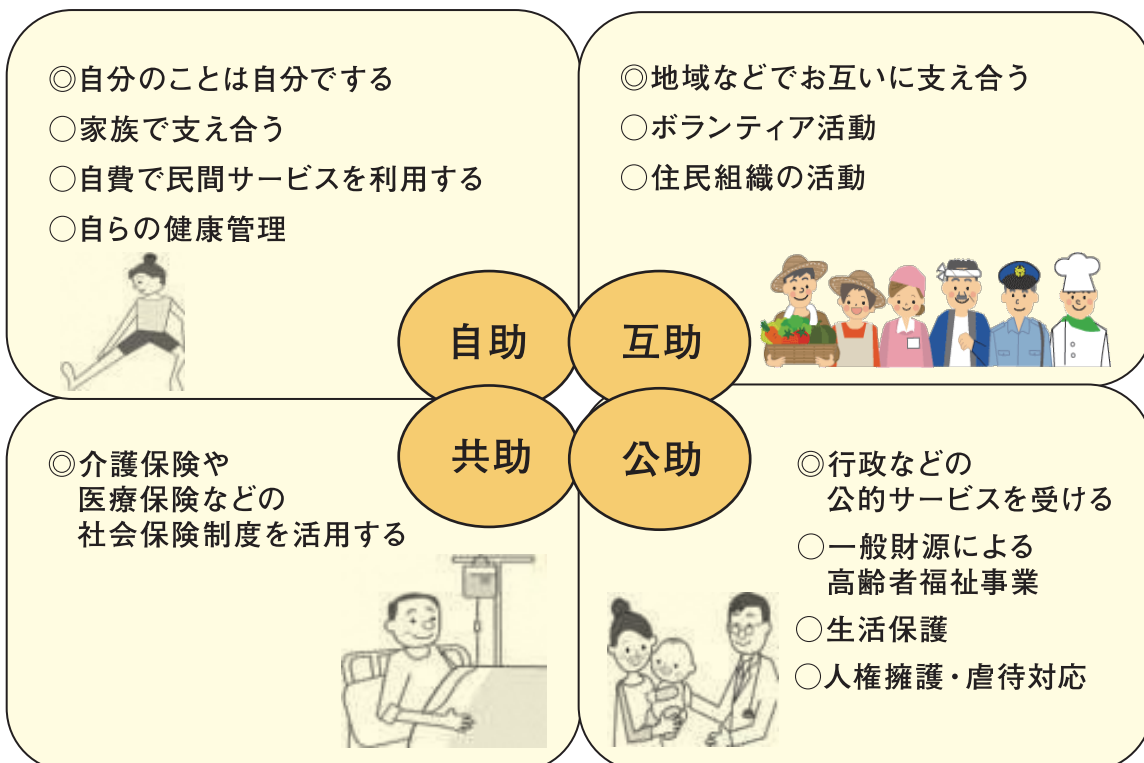 ◎自分のことは自分でする
○家族で支え合う
○自費で民間サービスを利用する
○自らの健康管理
自助
◎地域などでお互いに支え合う
○ボランティア活動
○住民組織の活動
互助
共助
◎介護保険や
医療保険などの
社会保険制度を活用する
公助
◎行政などの
公的サービスを受ける
○一般財源による
高齢者福祉事業
○生活保護
○人権擁護・虐待対応